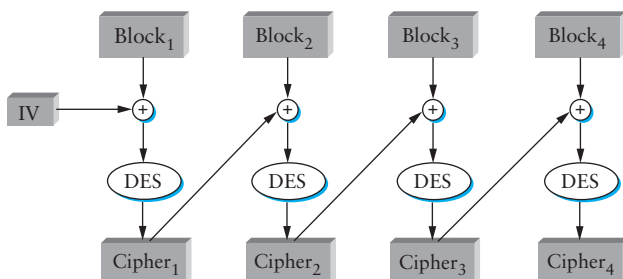 Block1 Block2 Block3 Block4
IV + + + +
DES DES DES DES
Cipher1 Cipher2 Cipher3 Cipher4